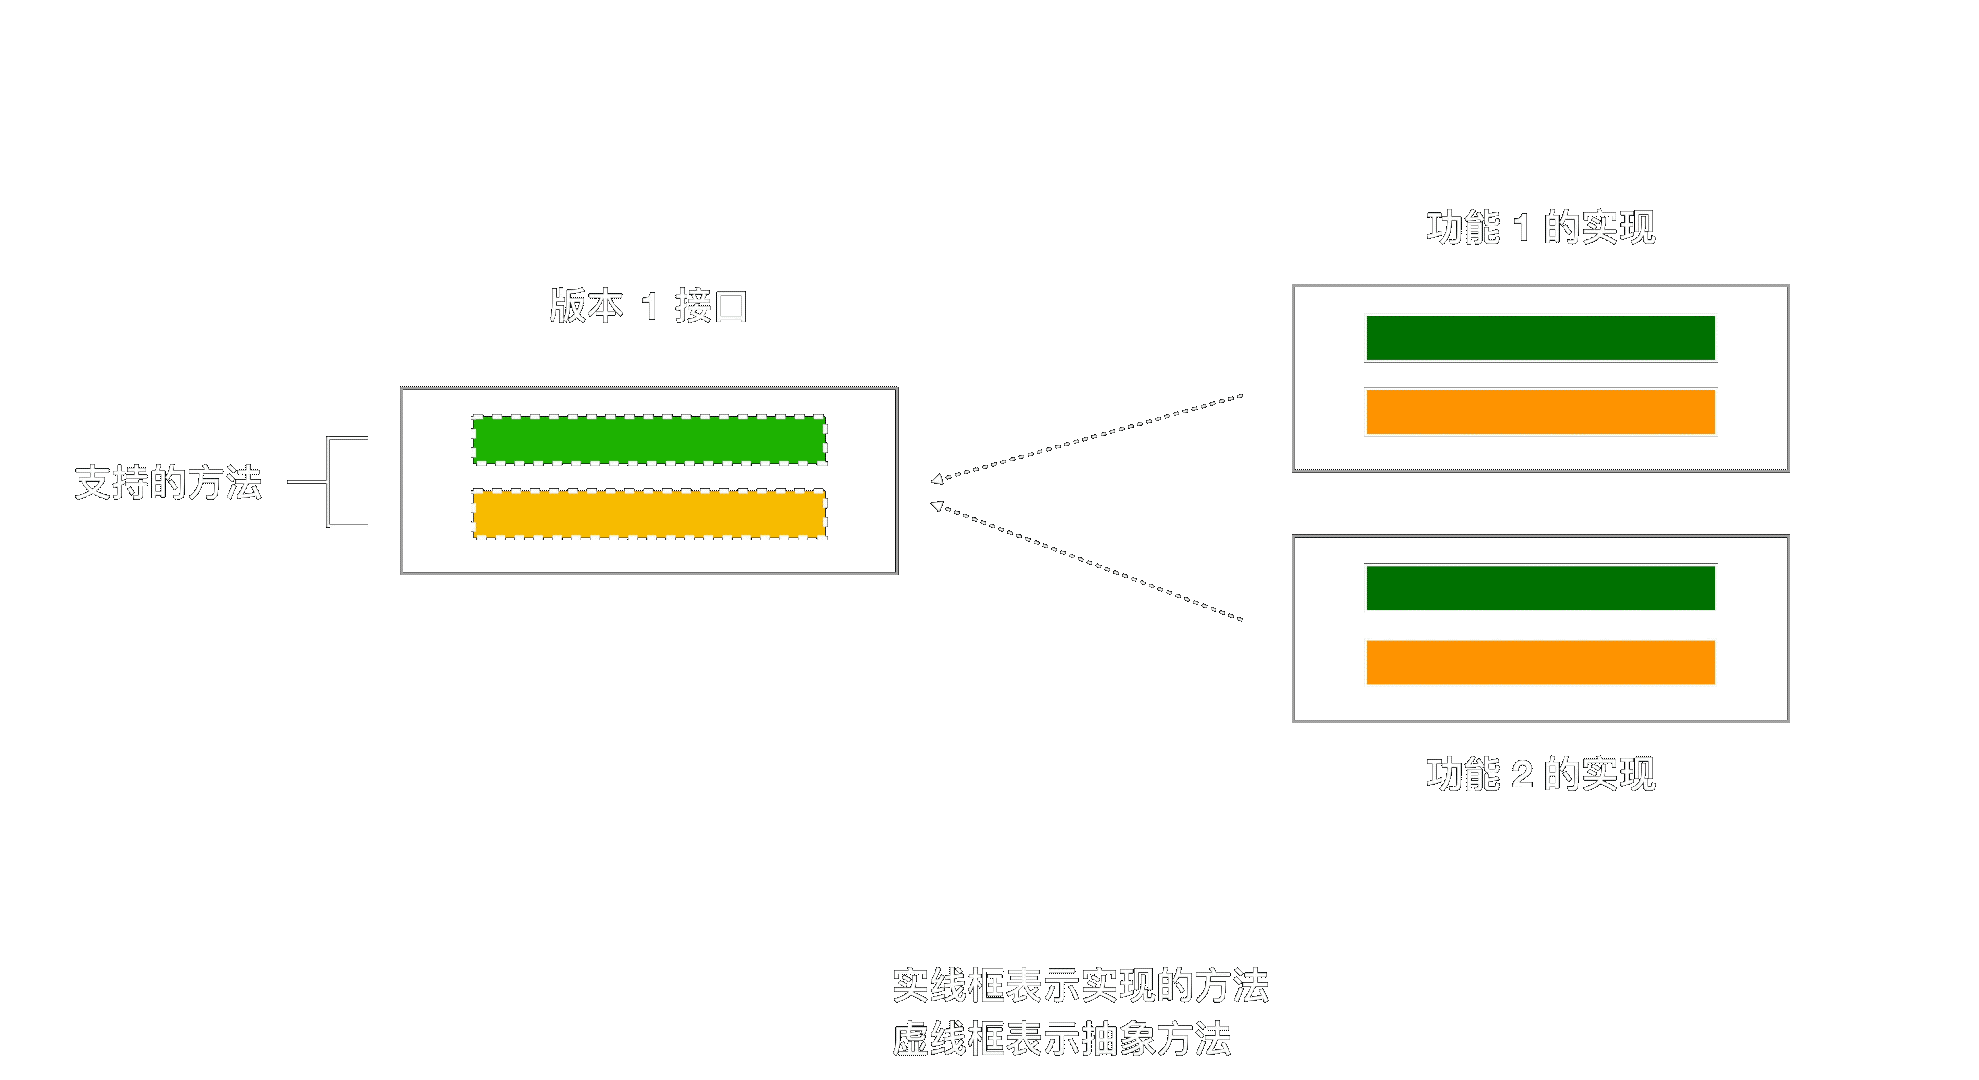 功能 1 的实现
版本 1 接口
支持的方法
功能 2 的实现
实线框表示实现的方法
虚线框表示抽象方法